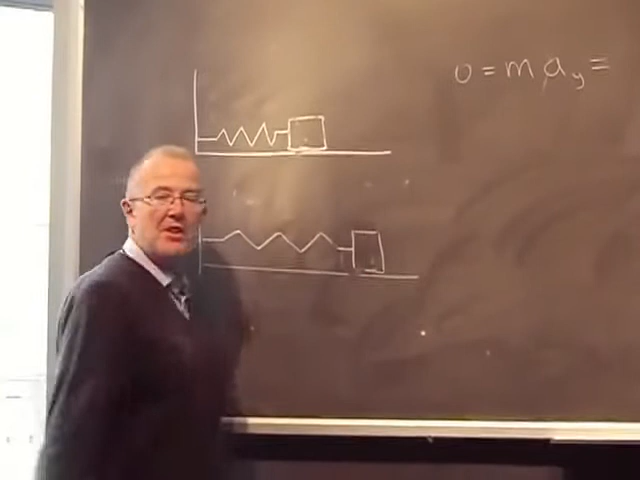 0 = m a_y =